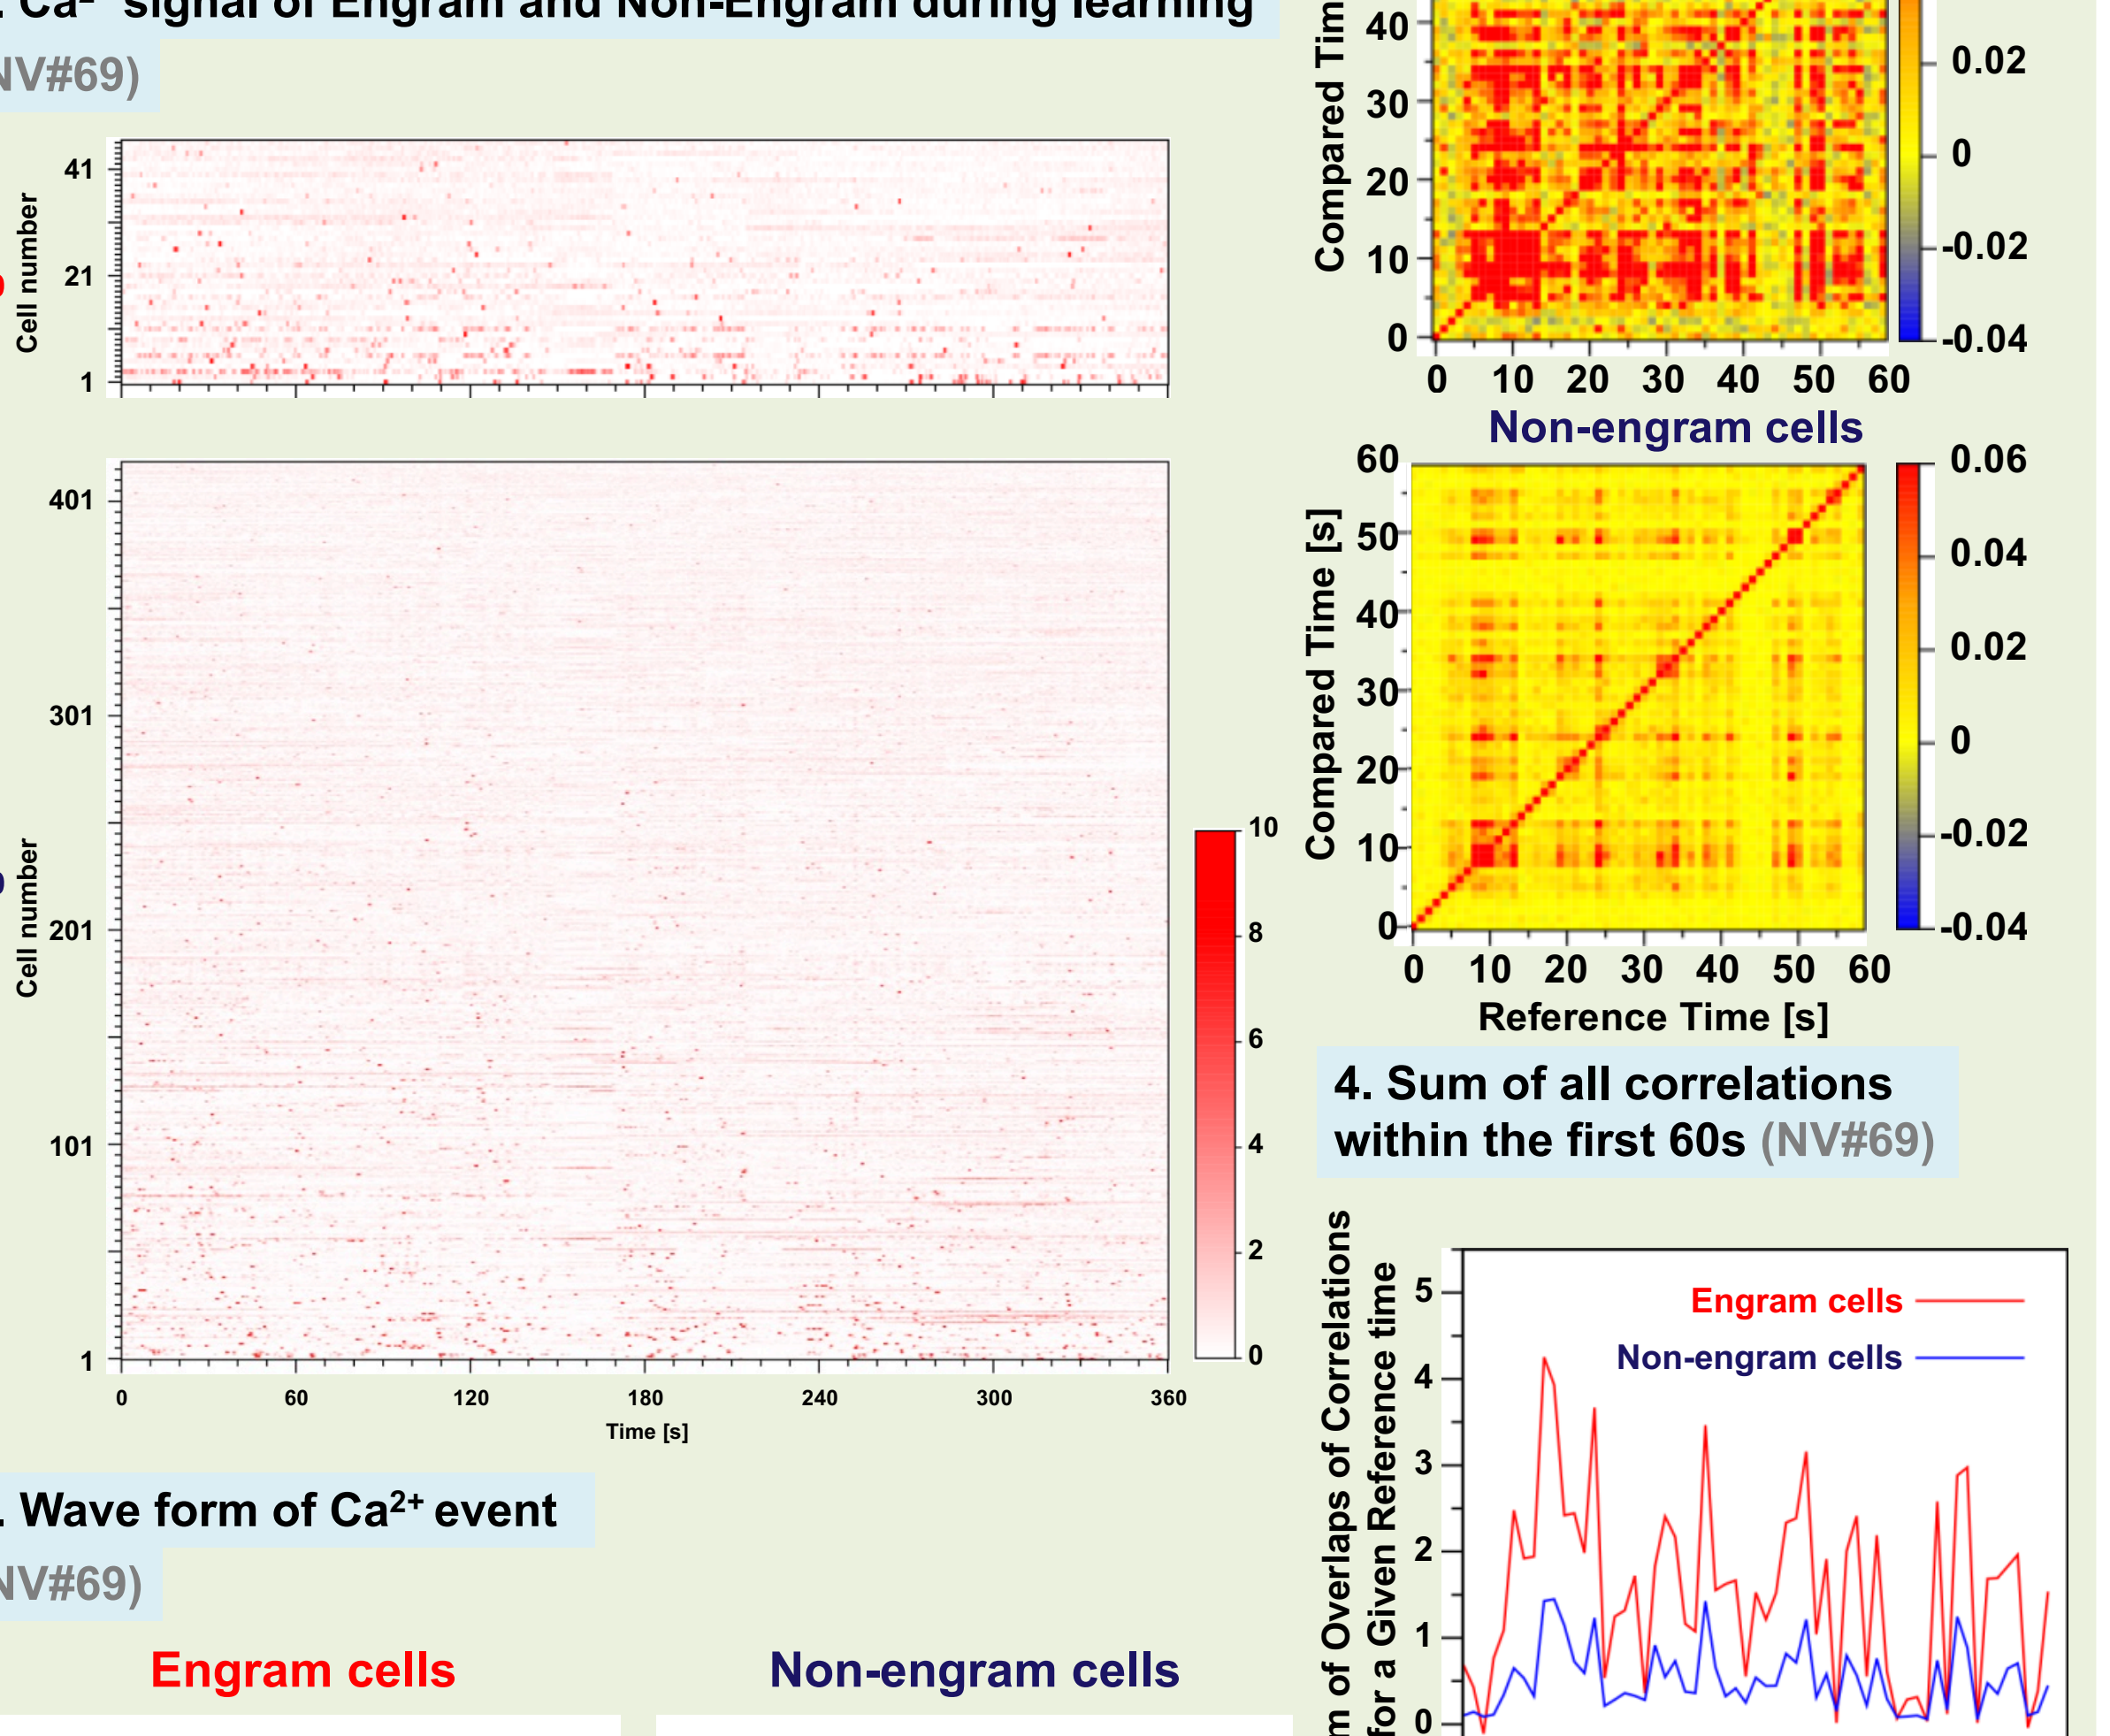 Ca2- signal of Engram and Non-Engram during learning
NV#69)
Cell number
41
21
1
Cell number
401
301
201
101
1
0 60 120 180 240 300 360
Time [s]
10
8
6
4
2
0
. Wave form of Ca2+ event
NV#69)
Engram cells
Non-engram cells
Compared Tim
40
30
20
10
0
0 10 20 30 40 50 60
0.02
0
-0.02
-0.04
Non-engram cells
Compared Time [s]
60
50
40
30
20
10
0
0 10 20 30 40 50 60
Reference Time [s]
0.06
0.04
0.02
0
-0.02
-0.04
4. Sum of all correlations
within the first 60s (NV#69)
m of Overlaps of Correlations
for a Given Reference time
5
4
3
2
1
0
Engram cells
Non-engram cells